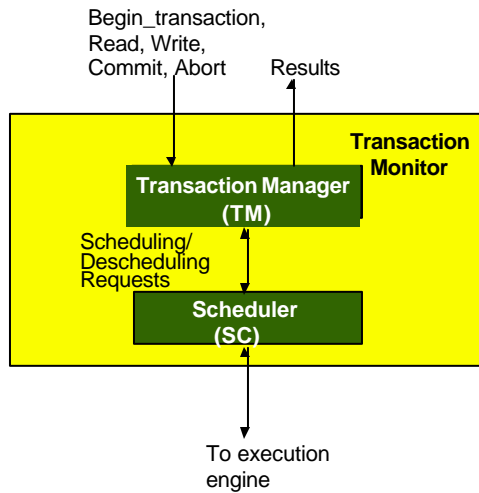 Begin_transaction,
Read, Write,
Commit, Abort
Results
Transaction
Monitor
Transaction Manager
(TM)
Scheduling/
Descheduling
Requests
Scheduler
(SC)
To execution
engine